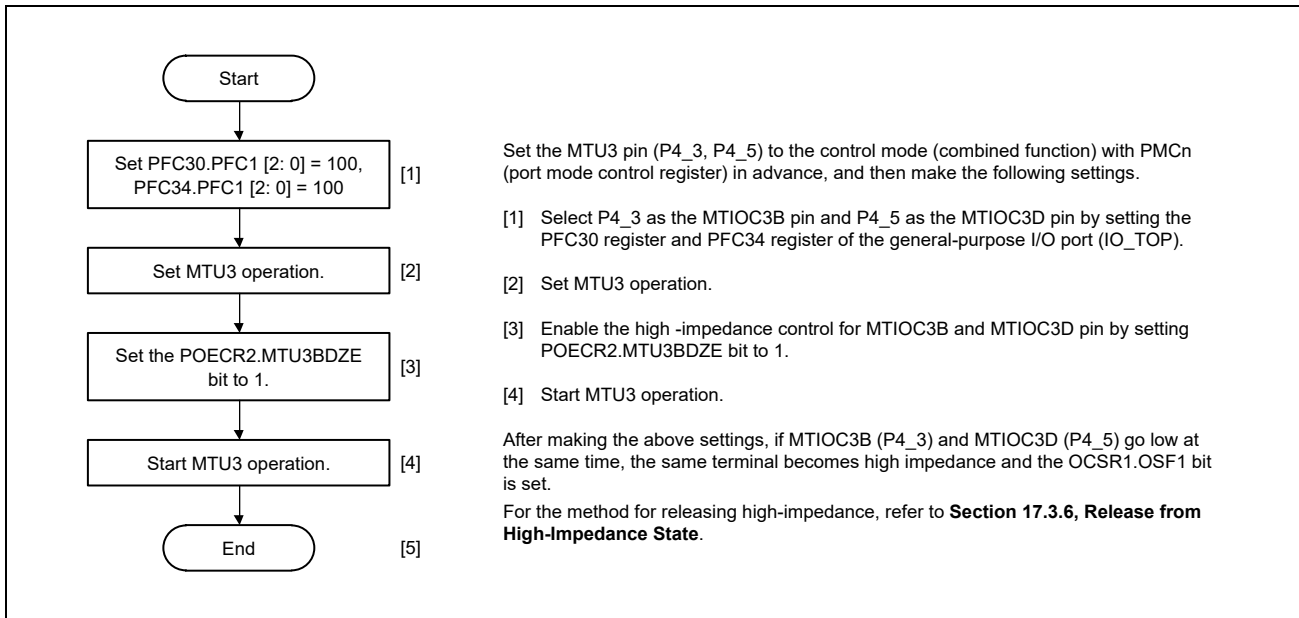 Start
Set PFC30.PFC1 [2: 0] = 100,
PFC34.PFC1 [2: 0] = 100
[1]
Set MTU3 operation.
[2]
Set the POECR2.MTU3BDZE
bit to 1.
[3]
Start MTU3 operation.
[4]
End
[5]
Set the MTU3 pin (P4_3, P4_5) to the control mode (combined function) with PMCn
(port mode control register) in advance, and then make the following settings.
[1] Select P4_3 as the MTIOC3B pin and P4_5 as the MTIOC3D pin by setting the
PFC30 register and PFC34 register of the general-purpose I/O port (IO_TOP).
[2] Set MTU3 operation.
[3] Enable the high -impedance control for MTIOC3B and MTIOC3D pin by setting
POECR2.MTU3BDZE bit to 1.
[4] Start MTU3 operation.
After making the above settings, if MTIOC3B (P4_3) and MTIOC3D (P4_5) go low at
the same time, the same terminal becomes high impedance and the OCSR1.OSF1 bit
is set.
For the method for releasing high-impedance, refer to Section 17.3.6, Release from
High-Impedance State.